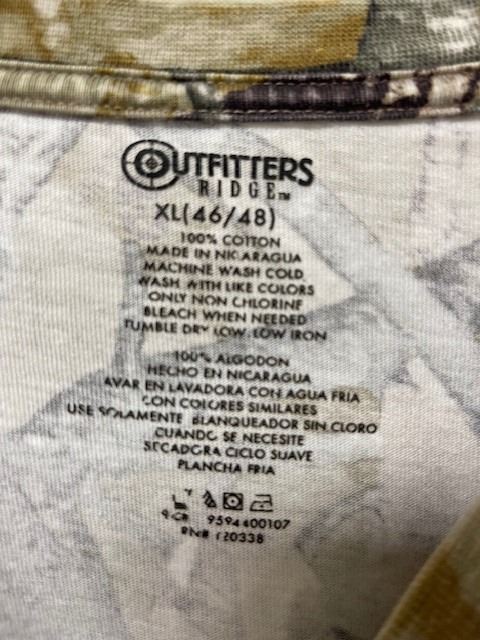 OUTFITTERS
RIDGE™
XL(46/48)
100% COTTON
MADE IN NICARAGUA
MACHINE WASH COLD
WASH WITH LIKE COLORS
ONLY NON CHLORINE
BLEACH WHEN NEEDED
TUMBLE DRY LOW. LOW IRON
100% ALGODON
HECHO EN NICARAGUA
AVAR EN LAVADORA CON AGUA FRIA
CON COLORES SIMILARES
USE SOLAMENTE BLANQUEADOR SIN CLORO
CUANDO SE NECESITE
SECADORA CICLO SUAVE
PLANCHA FRIA
9594400107
RN# 120338